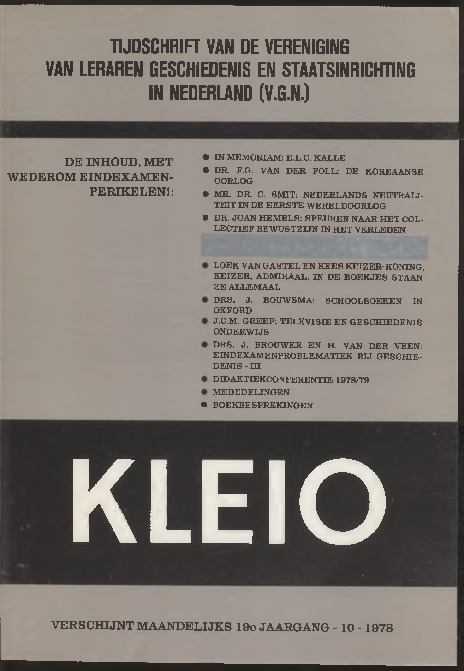 TIJDSCHRIFT VAN DE VERENIGING
VAN LERAREN GESCHIEDENIS EN STAATSINRICHTING
IN NEDERLAND (V.G.N.)
DE INHOUD, MET
WEDEROM EINDEXAMEN-
PERIKELEN!:
● IN MEMORIAM: E.L.C. KALLE
● DR. F.G. VAN DER POLL: DE KOREAANSE
OORLOG
● MR. DR. C. SMIT: NEDERLANDS NEUTRALI-
TEIT IN DE EERSTE WERELDOORLOG
● DR. JOAN HEMELS: SPEUREN NAAR HET COL-
LECTIEF BEWUSTZIJN IN HET VERLEDEN
● LOEK VAN GASTEL EN KEES KEIZER: KONING,
KEIZER, ADMIRAAL, IN DE BOEKJES STAAN
ZE ALLEMAAL
● DRS. J. BOUWSMA: SCHOOLBOEKEN IN
OXFORD
● J.C.M. GREEP: TELEVISIE EN GESCHIEDENIS
ONDERWIJS
● DRS. J. BROUWER EN H. VAN DER VEEN:
EINDEXAMENPROBLEMATIEK BIJ GESCHIE-
DENIS - III
● DIDAKTIEKCONFERENTIE 1978/79
● MEDEDELINGEN
● BOEKBESPREKINGEN
KLEIO
VERSCHIJNT MAANDELIJKS 19e JAARGANG - 10 - 1978